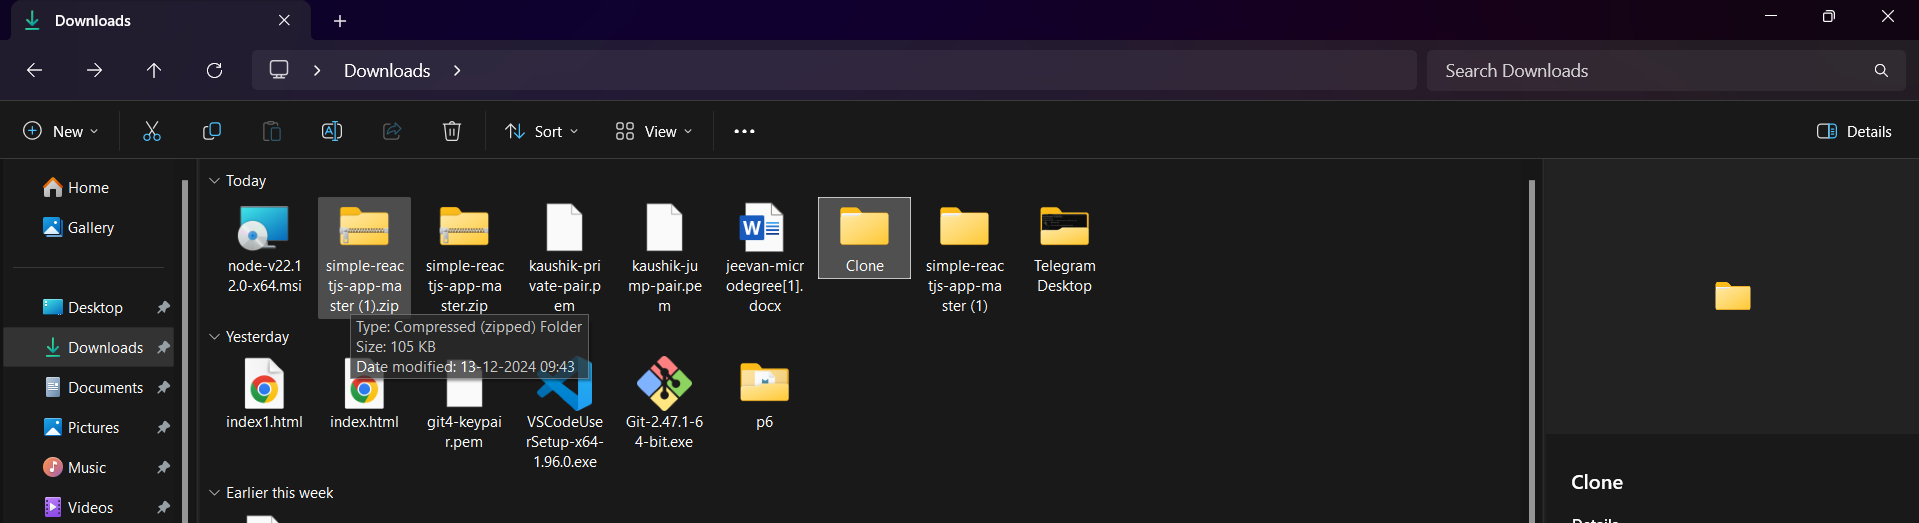 Downloads
Downloads
Search Downloads
New
Sort
View
Details
Home
Gallery
Desktop
Downloads
Documents
Pictures
Music
Videos
Today
node-v22.1
2.0-x64.msi
simple-reac
tjs-app-ma
ster (1).zip
simple-reac
tjs-app-ma
ster.zip
kaushik-pri
vate-pair.p
em
kaushik-ju
mp-pair.pe
m
jeevan-micr
odegree[1].
docx
Clone
simple-reac
tjs-app-ma
ster (1)
Telegram
Desktop
Type: Compressed (zipped) Folder
Size: 105 KB
Date modified: 13-12-2024 09:43
Yesterday
index1.html
index.html
git4-keypai
r.pem
VSCodeUse
rSetup-x64-
1.96.0.exe
Git-2.47.1-6
4-bit.exe
p6
Earlier this week
Clone
Details